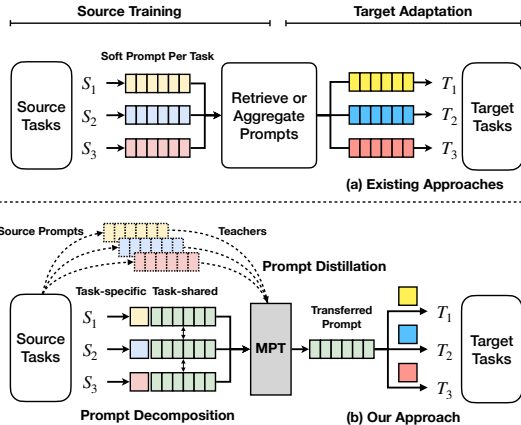 Source Training
Target Adaptation
Soft Prompt Per Task
Source
Tasks
S1
S2
S3
Retrieve or
Aggregate
Prompts
T1
T2
T3
Target
Tasks
(a) Existing Approaches
Source Prompts
Teachers
Prompt Distillation
Task-specific
Task-shared
Source
Tasks
S1
S2
S3
MPT
Transferred
Prompt
T1
T2
T3
Target
Tasks
Prompt Decomposition
(b) Our Approach